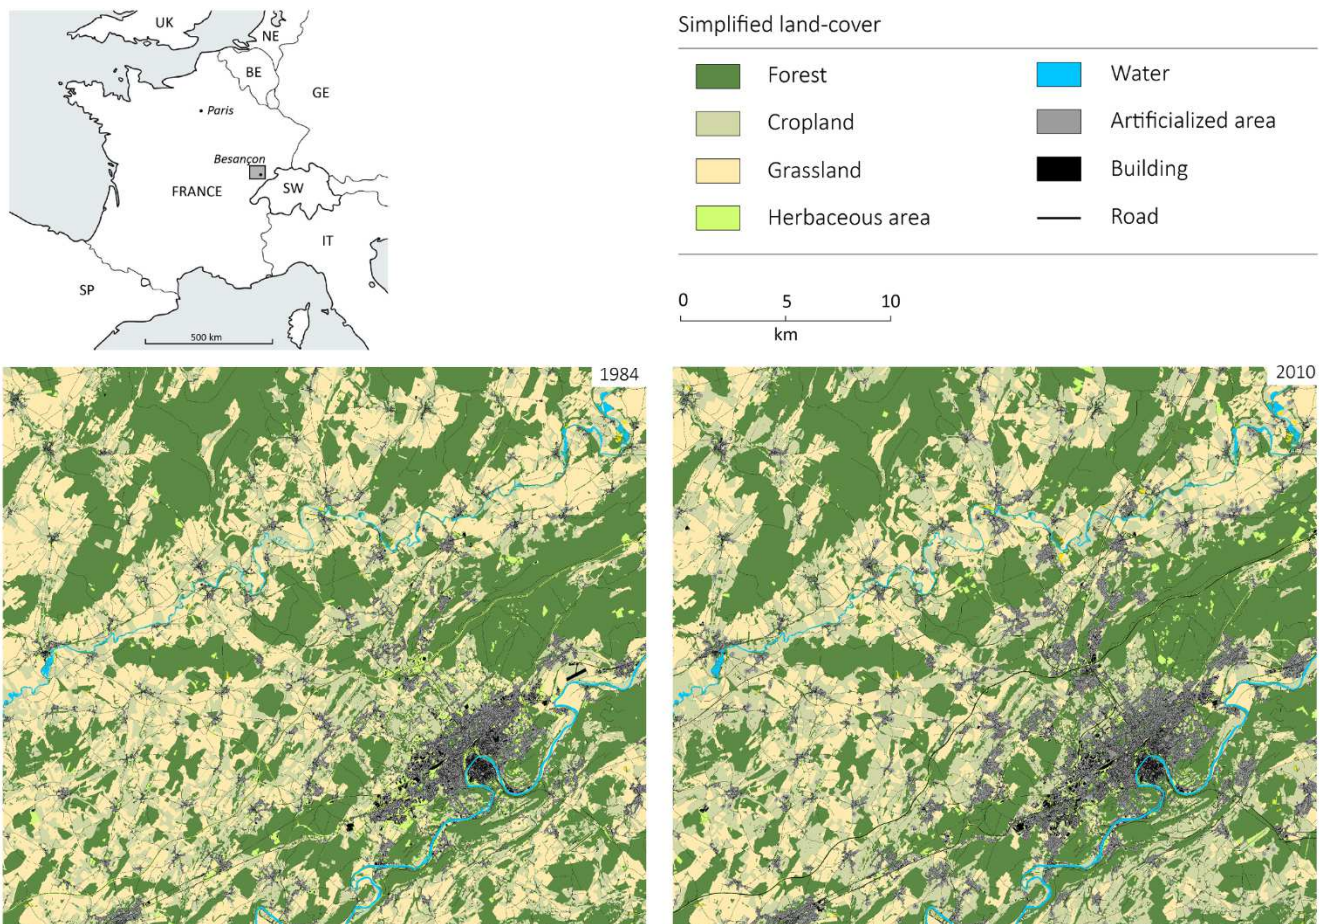 UK
NE
BE
GE
Paris
Besançon
FRANCE
SW
IT
SP
500 km
Simplified land-cover
Forest
Water
Cropland
Artificialized area
Grassland
Building
Herbaceous area
Road
0 5 10
km
1984
2010